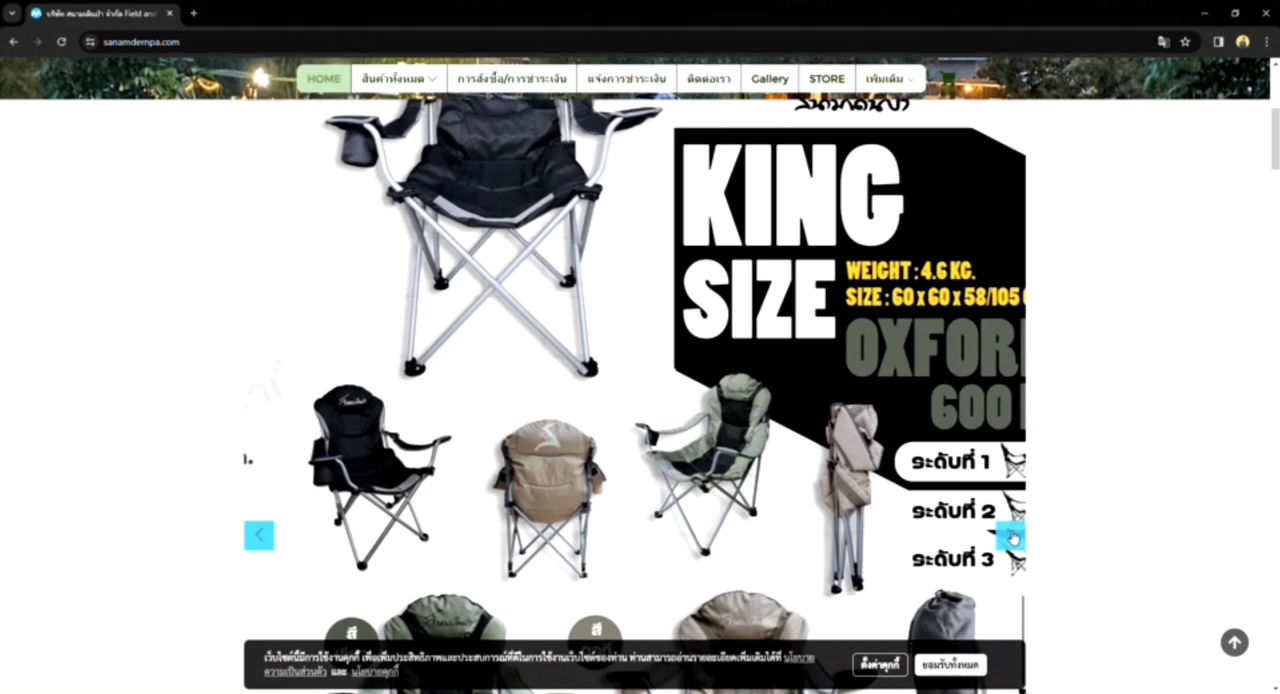 บริษัท สนามเดินป่า จำกัด Field and
sanamdernpa.com
HOME
สินค้าทั้งหมด
การสั่งซื้อ/การชำระเงิน
แจ้งการชำระเงิน
ติดต่อเรา
Gallery
STORE
เพิ่มเติม
สนามเดินป่า
KING
SIZE
WEIGHT : 4.6 KG.
SIZE : 60 x 60 x 58/105
OXFOR
600
ระดับที่ 1
ระดับที่ 2
ระดับที่ 3
สี
สี
เว็บไซต์นี้มีการใช้งานคุกกี้ เพื่อเพิ่มประสิทธิภาพและประสบการณ์ที่ดีในการใช้งานเว็บไซต์ของท่าน ท่านสามารถอ่านรายละเอียดเพิ่มเติมได้ที่ นโยบาย
ความเป็นส่วนตัว และ นโยบายคุกกี้
ตั้งค่าคุกกี้
ยอมรับทั้งหมด